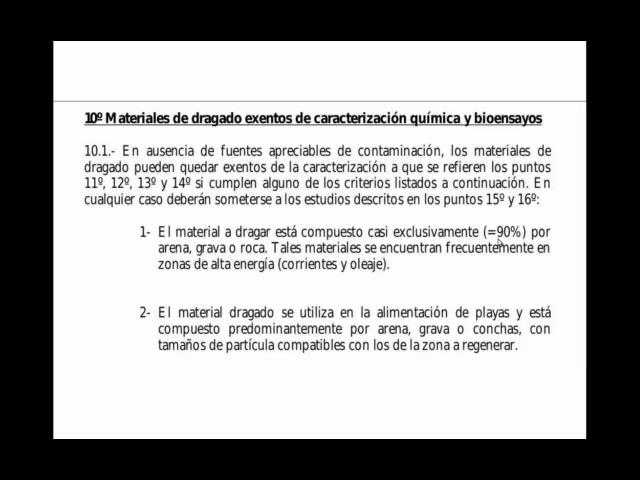 10º Materiales de dragado exentos de caracterización química y bioensayos
10.1.- En ausencia de fuentes apreciables de contaminación, los materiales de
dragado pueden quedar exentos de la caracterización a que se refieren los puntos
11º, 12º, 13º y 14º si cumplen alguno de los criterios listados a continuación. En
cualquier caso deberán someterse a los estudios descritos en los puntos 15º y 16º:
1- El material a dragar está compuesto casi exclusivamente (=90%) por
arena, grava o roca. Tales materiales se encuentran frecuentemente en
zonas de alta energía (corrientes y oleaje).
2- El material dragado se utiliza en la alimentación de playas y está
compuesto predominantemente por arena, grava o conchas, con
tamaños de partícula compatibles con los de la zona a regenerar.